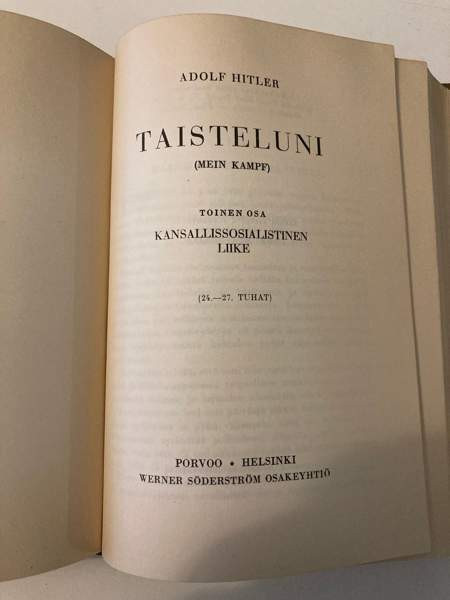 ADOLF HITLER
TAISTELUNI
(MEIN KAMPF)
TOINEN OSA
KANSALLISSOSIALISTINEN
LIIKE
(24.—27. TUHAT)
PORVOO • HELSINKI
WERNER SÖDERSTRÖM OSAKEYHTIÖ